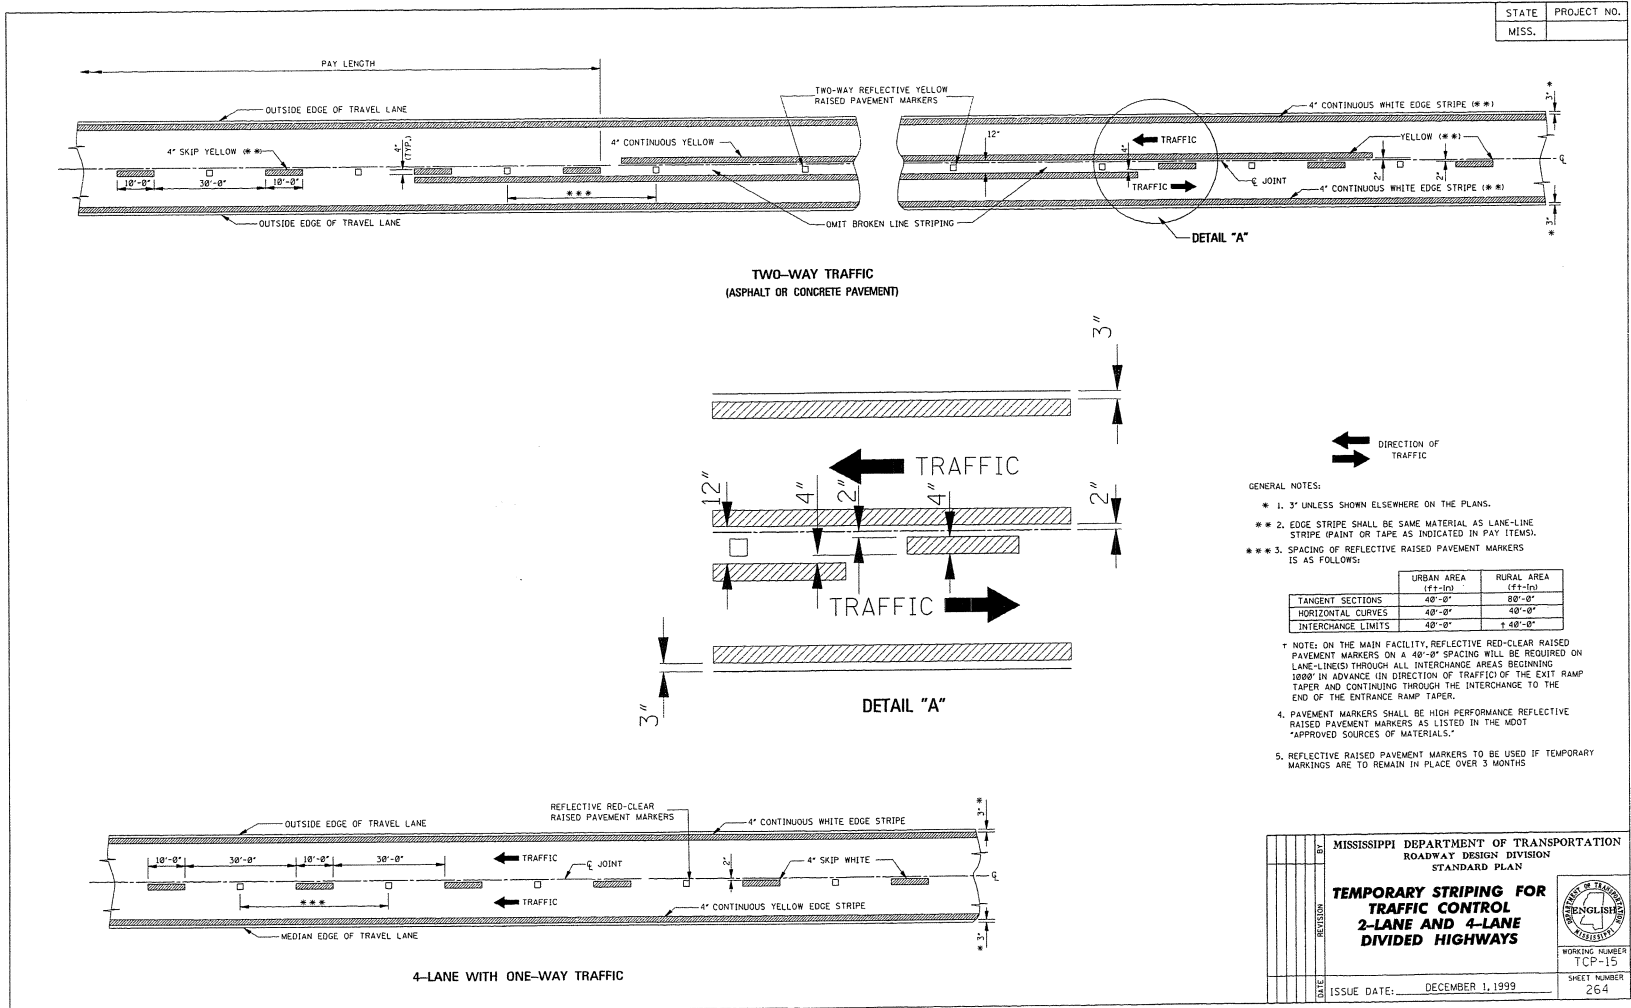 STATE PROJECT NO.
MISS.
PAY LENGTH
OUTSIDE EDGE OF TRAVEL LANE
TWO-WAY REFLECTIVE YELLOW
RAISED PAVEMENT MARKERS
4" CONTINUOUS WHITE EDGE STRIPE (**)
3" *
4" SKIP YELLOW (**)
4"
(TYP.)
4" CONTINUOUS YELLOW
12"
TRAFFIC
4"
YELLOW (**)
10'-0" 30'-0" 10'-0"
***
TRAFFIC
℄ JOINT
2"
2"
℄
4" CONTINUOUS WHITE EDGE STRIPE (**)
OUTSIDE EDGE OF TRAVEL LANE
OMIT BROKEN LINE STRIPING
* 3"
DETAIL "A"
TWO-WAY TRAFFIC
(ASPHALT OR CONCRETE PAVEMENT)
3"
TRAFFIC
12"
4"
2"
4"
2"
TRAFFIC
3"
DETAIL "A"
DIRECTION OF
TRAFFIC
GENERAL NOTES:
* 1. 3" UNLESS SHOWN ELSEWHERE ON THE PLANS.
** 2. EDGE STRIPE SHALL BE SAME MATERIAL AS LANE-LINE
STRIPE (PAINT OR TAPE AS INDICATED IN PAY ITEMS).
*** 3. SPACING OF REFLECTIVE RAISED PAVEMENT MARKERS
IS AS FOLLOWS:
URBAN AREA RURAL AREA
(ft-in) (ft-in)
TANGENT SECTIONS 40'-0" 80'-0"
HORIZONTAL CURVES 40'-0" 40'-0"
INTERCHANGE LIMITS 40'-0" † 40'-0"
† NOTE: ON THE MAIN FACILITY, REFLECTIVE RED-CLEAR RAISED
PAVEMENT MARKERS ON A 40'-0" SPACING WILL BE REQUIRED ON
LANE-LINE(S) THROUGH ALL INTERCHANGE AREAS BEGINNING
1000' IN ADVANCE (IN DIRECTION OF TRAFFIC) OF THE EXIT RAMP
TAPER AND CONTINUING THROUGH THE INTERCHANGE TO THE
END OF THE ENTRANCE RAMP TAPER.
4. PAVEMENT MARKERS SHALL BE HIGH PERFORMANCE REFLECTIVE
RAISED PAVEMENT MARKERS AS LISTED IN THE MDOT
"APPROVED SOURCES OF MATERIALS."
5. REFLECTIVE RAISED PAVEMENT MARKERS TO BE USED IF TEMPORARY
MARKINGS ARE TO REMAIN IN PLACE OVER 3 MONTHS
OUTSIDE EDGE OF TRAVEL LANE
REFLECTIVE RED-CLEAR
RAISED PAVEMENT MARKERS
4" CONTINUOUS WHITE EDGE STRIPE
3" *
10'-0" 30'-0" 10'-0" 30'-0"
TRAFFIC
℄ JOINT
2"
4" SKIP WHITE
℄
***
TRAFFIC
4" CONTINUOUS YELLOW EDGE STRIPE
MEDIAN EDGE OF TRAVEL LANE
* 3"
4-LANE WITH ONE-WAY TRAFFIC
BY
REVISION
DATE
MISSISSIPPI DEPARTMENT OF TRANSPORTATION
ROADWAY DESIGN DIVISION
STANDARD PLAN
TEMPORARY STRIPING FOR
TRAFFIC CONTROL
2-LANE AND 4-LANE
DIVIDED HIGHWAYS
DEPARTMENT OF TRANSPORTATION
ENGLISH
MISSISSIPPI
WORKING NUMBER
TCP-15
ISSUE DATE: DECEMBER 1, 1999
SHEET NUMBER
264